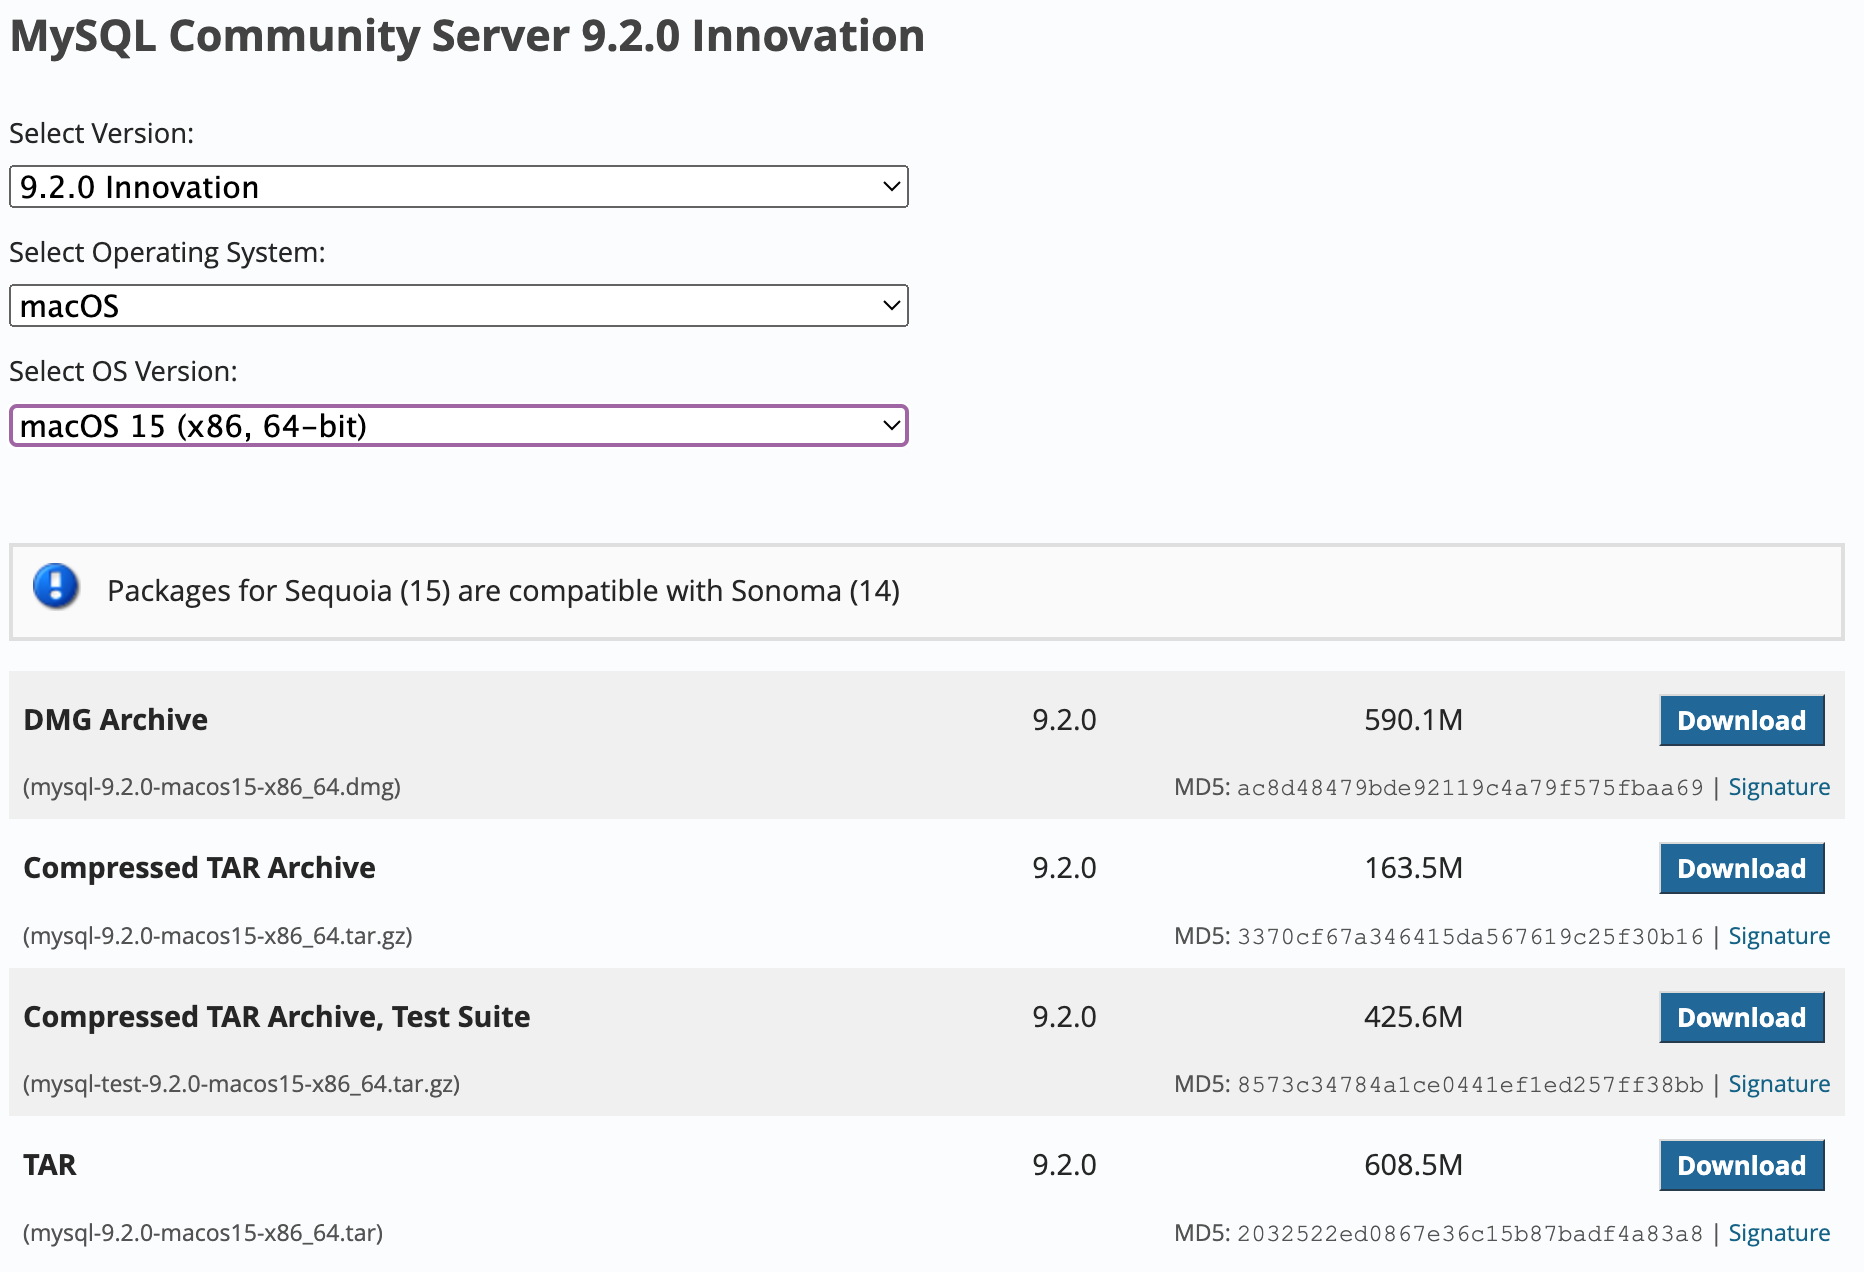 MySQL Community Server 9.2.0 Innovation
Select Version:
9.2.0 Innovation
Select Operating System:
macOS
Select OS Version:
macOS 15 (x86, 64-bit)
Packages for Sequoia (15) are compatible with Sonoma (14)
DMG Archive 9.2.0 590.1M Download
(mysql-9.2.0-macos15-x86_64.dmg) MD5: ac8d48479bde92119c4a79f575fbaa69 | Signature
Compressed TAR Archive 9.2.0 163.5M Download
(mysql-9.2.0-macos15-x86_64.tar.gz) MD5: 3370cf67a346415da567619c25f30b16 | Signature
Compressed TAR Archive, Test Suite 9.2.0 425.6M Download
(mysql-test-9.2.0-macos15-x86_64.tar.gz) MD5: 8573c34784a1ce0441ef1ed257ff38bb | Signature
TAR 9.2.0 608.5M Download
(mysql-9.2.0-macos15-x86_64.tar) MD5: 2032522ed0867e36c15b87badf4a83a8 | Signature